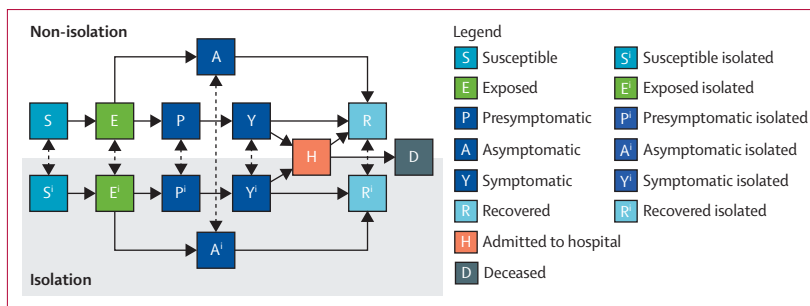 Non-isolation
A
S E P Y R
H D
Sⁱ Eⁱ Pⁱ Yⁱ Rⁱ
Aⁱ
Isolation
Legend
S Susceptible
E Exposed
P Presymptomatic
A Asymptomatic
Y Symptomatic
R Recovered
H Admitted to hospital
D Deceased
Sⁱ Susceptible isolated
Eⁱ Exposed isolated
Pⁱ Presymptomatic isolated
Aⁱ Asymptomatic isolated
Yⁱ Symptomatic isolated
Rⁱ Recovered isolated